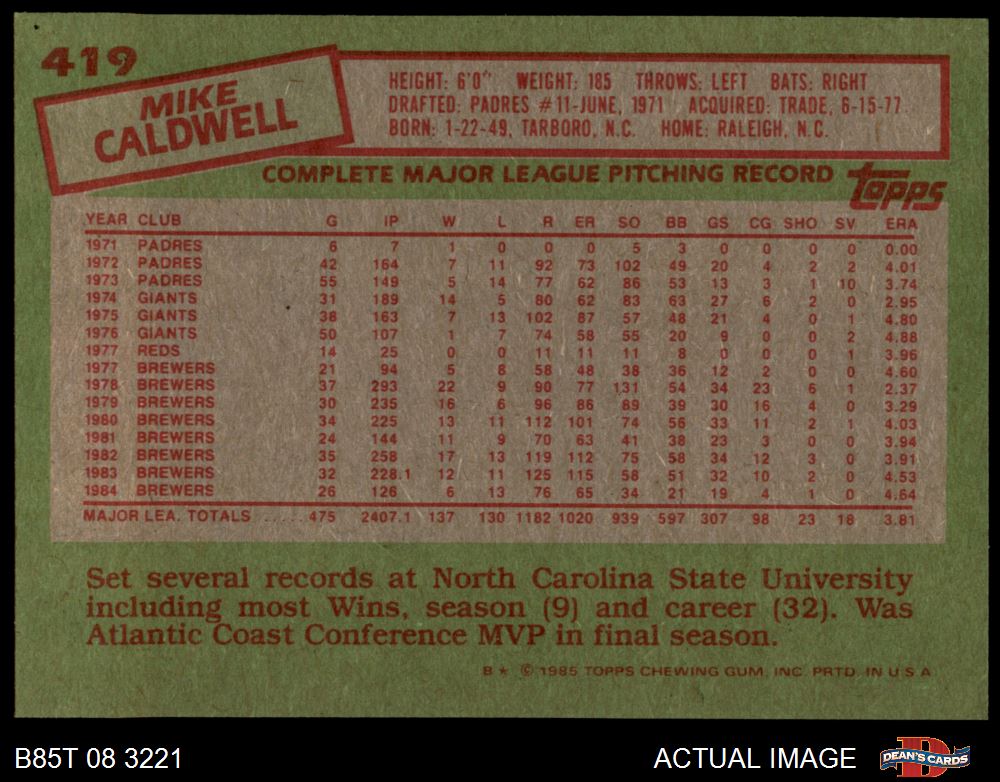 419
MIKE
CALDWELL
HEIGHT: 6'0" WEIGHT: 185 THROWS: LEFT BATS: RIGHT
DRAFTED: PADRES #11-JUNE, 1971 ACQUIRED: TRADE, 6-15-77
BORN: 1-22-49, TARBORO, N.C. HOME: RALEIGH, N.C.
COMPLETE MAJOR LEAGUE PITCHING RECORD
topps
YEAR CLUB G IP W L R ER SO BB GS CG SHO SV ERA
1971 PADRES 6 7 1 0 0 0 5 3 0 0 0 0 0.00
1972 PADRES 42 164 7 11 92 73 102 49 20 4 2 2 4.01
1973 PADRES 55 149 5 14 77 62 86 53 13 3 1 10 3.74
1974 GIANTS 31 189 14 5 80 62 83 63 27 6 2 0 2.95
1975 GIANTS 38 163 7 13 102 87 57 48 21 4 0 1 4.80
1976 GIANTS 50 107 1 7 74 58 55 20 9 0 0 2 4.88
1977 REDS 14 25 0 0 11 11 11 8 0 0 0 1 3.96
1977 BREWERS 21 94 5 8 58 48 38 36 12 2 0 0 4.60
1978 BREWERS 37 293 22 9 90 77 131 54 34 23 6 1 2.37
1979 BREWERS 30 235 16 6 96 86 89 39 30 16 4 0 3.29
1980 BREWERS 34 225 13 11 112 101 74 56 33 11 2 1 4.03
1981 BREWERS 24 144 11 9 70 63 41 38 23 3 0 0 3.94
1982 BREWERS 35 258 17 13 119 112 75 58 34 12 3 0 3.91
1983 BREWERS 32 228.1 12 11 125 115 58 51 32 10 2 0 4.53
1984 BREWERS 26 126 6 13 76 65 34 21 19 4 1 0 4.64
MAJOR LEA. TOTALS ...... 475 2407.1 137 130 1182 1020 939 597 307 98 23 18 3.81
Set several records at North Carolina State University
including most Wins, season (9) and career (32). Was
Atlantic Coast Conference MVP in final season.
B * © 1985 TOPPS CHEWING GUM, INC. PRTD. IN U.S.A.
B85T 08 3221
ACTUAL IMAGE
D
DEAN'S CARDS